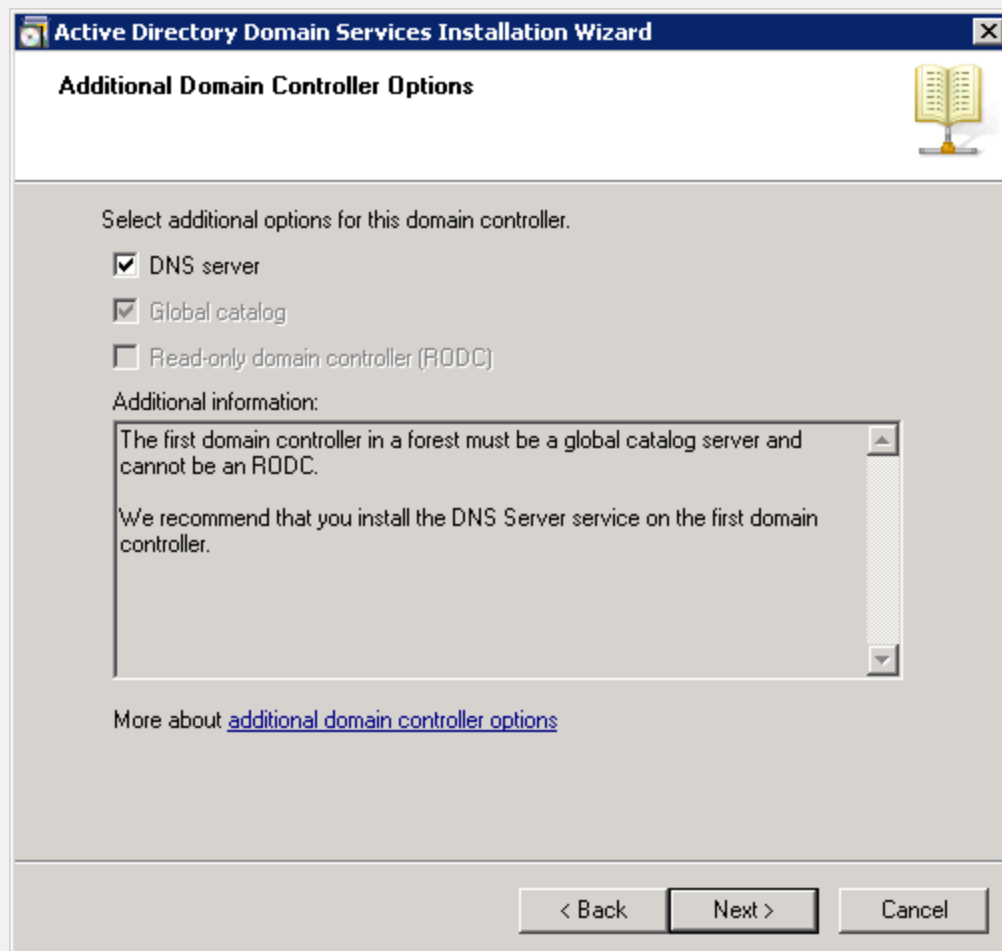 Active Directory Domain Services Installation Wizard
Additional Domain Controller Options
Select additional options for this domain controller.
DNS server
Global catalog
Read-only domain controller (RODC)
Additional information:
The first domain controller in a forest must be a global catalog server and
cannot be an RODC.
We recommend that you install the DNS Server service on the first domain
controller.
More about additional domain controller options
< Back
Next >
Cancel